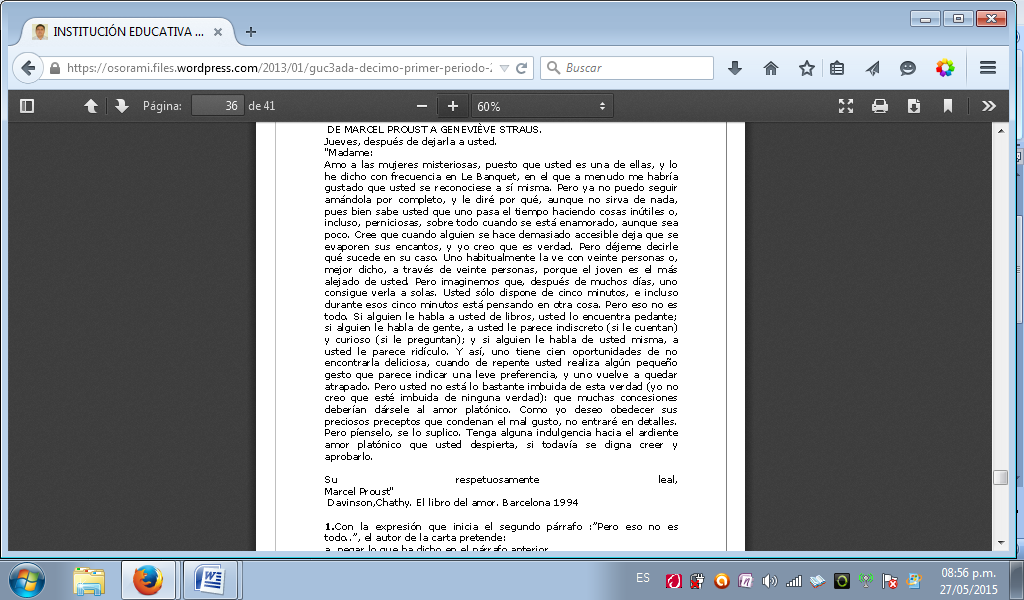 INSTITUCIÓN EDUCATIVA ...
https://osorami.files.wordpress.com/2013/01/guc3ada-decimo-primer-periodo-2
Buscar
Página: 36 de 41
60%
DE MARCEL PROUST A GENEVIÈVE STRAUS.
Jueves, después de dejarla a usted.
"Madame:
Amo a las mujeres misteriosas, puesto que usted es una de ellas, y lo
he dicho con frecuencia en Le Banquet, en el que a menudo me habría
gustado que usted se reconociese a sí misma. Pero ya no puedo seguir
amándola por completo, y le diré por qué, aunque no sirva de nada,
pues bien sabe usted que uno pasa el tiempo haciendo cosas inútiles o,
incluso, perniciosas, sobre todo cuando se está enamorado, aunque sea
poco. Cree que cuando alguien se hace demasiado accesible deja que se
evaporen sus encantos, y yo creo que es verdad. Pero déjeme decirle
qué sucede en su caso. Uno habitualmente la ve con veinte personas o,
mejor dicho, a través de veinte personas, porque el joven es el más
alejado de usted. Pero imaginemos que, después de muchos días, uno
consigue verla a solas. Usted sólo dispone de cinco minutos, e incluso
durante esos cinco minutos está pensando en otra cosa. Pero eso no es
todo. Si alguien le habla a usted de libros, usted lo encuentra pedante;
si alguien le habla de gente, a usted le parece indiscreto (si le cuentan)
y curioso (si le preguntan); y si alguien le habla de usted misma, a
usted le parece ridículo. Y así, uno tiene cien oportunidades de no
encontrarla deliciosa, cuando de repente usted realiza algún pequeño
gesto que parece indicar una leve preferencia, y uno vuelve a quedar
atrapado. Pero usted no está lo bastante imbuida de esta verdad (yo no
creo que esté imbuida de ninguna verdad): que muchas concesiones
deberían dársele al amor platónico. Como yo deseo obedecer sus
preciosos preceptos que condenan el mal gusto, no entraré en detalles.
Pero píenselo, se lo suplico. Tenga alguna indulgencia hacia el ardiente
amor platónico que usted despierta, si todavía se digna creer y
aprobarlo.
Su respetuosamente leal,
Marcel Proust"
Davinson,Chathy. El libro del amor. Barcelona 1994
1.Con la expresión que inicia el segundo párrafo :"Pero eso no es
todo..", el autor de la carta pretende:
a. negar lo que ha dicho en el párrafo anterior
ES
08:56 p.m.
27/05/2015